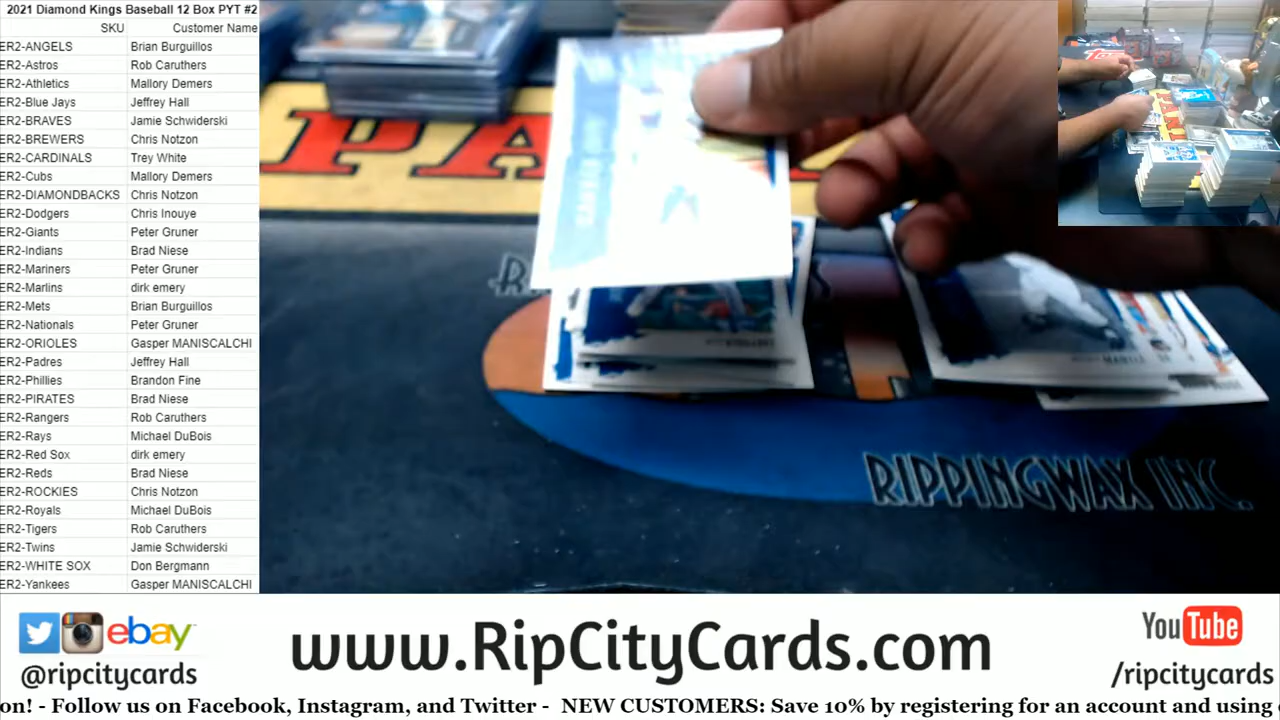 2021 Diamond Kings Baseball 12 Box PYT #2
SKU Customer Name
ER2-ANGELS Brian Burguillos
ER2-Astros Rob Caruthers
ER2-Athletics Mallory Demers
ER2-Blue Jays Jeffrey Hall
ER2-BRAVES Jamie Schwiderski
ER2-BREWERS Chris Notzon
ER2-CARDINALS Trey White
ER2-Cubs Mallory Demers
ER2-DIAMONDBACKS Chris Notzon
ER2-Dodgers Chris Inouye
ER2-Giants Peter Gruner
ER2-Indians Brad Niese
ER2-Mariners Peter Gruner
ER2-Marlins dirk emery
ER2-Mets Brian Burguillos
ER2-Nationals Peter Gruner
ER2-ORIOLES Gasper MANISCALCHI
ER2-Padres Jeffrey Hall
ER2-Phillies Brandon Fine
ER2-PIRATES Brad Niese
ER2-Rangers Rob Caruthers
ER2-Rays Michael DuBois
ER2-Red Sox dirk emery
ER2-Reds Brad Niese
ER2-ROCKIES Chris Notzon
ER2-Royals Michael DuBois
ER2-Tigers Rob Caruthers
ER2-Twins Jamie Schwiderski
ER2-WHITE SOX Don Bergmann
ER2-Yankees Gasper MANISCALCHI
PA
RIPPINGWAX INC.
ebay
@ripcitycards
www.RipCityCards.com
YouTube
/ripcitycards
on! - Follow us on Facebook, Instagram, and Twitter - NEW CUSTOMERS: Save 10% by registering for an account and using